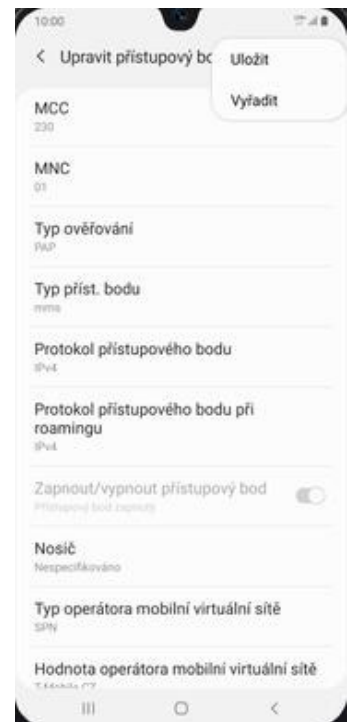 10:00
Upravit přístupový bo
Uložit
Vyřadit
MCC
230
MNC
01
Typ ověřování
PAP
Typ příst. bodu
mms
Protokol přístupového bodu
IPv4
Protokol přístupového bodu při
roamingu
IPv4
Zapnout/vypnout přístupový bod
Přístupový bod zapnutý
Nosič
Nespecifikováno
Typ operátora mobilní virtuální sítě
SPN
Hodnota operátora mobilní virtuální sítě
T-Mobile CZ